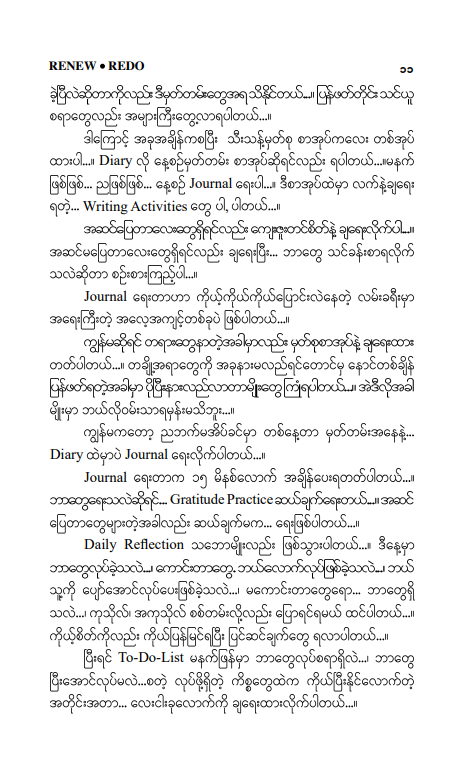 RENEW • REDO
၁၁
ခဲ့ပြီလဲဆိုတာကိုလည်း ဒီမှတ်တမ်းတွေအရ သိနိုင်တယ်...။ ပြန်ဖတ်တိုင်း သင်ယူ
စရာတွေလည်း အများကြီးတွေ့လာရပါတယ်...။
ဒါကြောင့် အခုအချိန်ကစပြီး သီးသန့်မှတ်စု စာအုပ်ကလေး တစ်အုပ်
ထားပါ...။ Diary လို နေ့စဉ်မှတ်တမ်း စာအုပ်ဆိုရင်လည်း ရပါတယ်...။မနက်
ဖြစ်ဖြစ်... ညဖြစ်ဖြစ်... နေ့စဉ် Journal ရေးပါ...။ ဒီစာအုပ်ထဲမှာ လက်နဲ့ချရေး
ရတဲ့... Writing Activities တွေ ပါ, ပါတယ်...။
အဆင်ပြေတာလေးတွေရှိရင်လည်း ကျေးဇူးတင်စိတ်နဲ့ ချရေးလိုက်ပါ...။
အဆင်မပြေတာလေးတွေရှိရင်လည်း ချရေးပြီး... ဘာတွေ သင်ခန်းစာရလိုက်
သလဲဆိုတာ စဉ်းစားကြည့်ပါ...။
Journal ရေးတာဟာ ကိုယ့်ကိုယ်ကိုယ်ပြောင်းလဲနေတဲ့ လမ်းခရီးမှာ
အရေးကြီးတဲ့ အလေ့အကျင့်တစ်ခုပဲ ဖြစ်ပါတယ်...။
ကျွန်မဆိုရင် တရားတွေနာတဲ့အခါမှာလည်း မှတ်စုစာအုပ်နဲ့ ချရေးထား
တတ်ပါတယ်...။ တချို့အရာတွေကို အခုနားမလည်ရင်တောင်မှ နောင်တစ်ချိန်
ပြန်ဖတ်ရတဲ့အခါမှာ ပိုပြီးနားလည်လာတာမျိုးတွေ ကြုံရပါတယ်...။ အဲဒီလိုအခါ
မျိုးမှာ ဘယ်လိုဝမ်းသာရမှန်းမသိဘူး...။
ကျွန်မကတော့ ညဘက်မအိပ်ခင်မှာ တစ်နေ့တာ မှတ်တမ်းအနေနဲ့...
Diary ထဲမှာပဲ Journal ရေးလိုက်ပါတယ်...။
Journal ရေးတာက ၁၅ မိနစ်လောက် အချိန်ပေးရတတ်ပါတယ်...။
ဘာတွေရေးသလဲဆိုရင်... Gratitude Practice ဆယ်ချက်ရေးတယ်...။ အဆင်
ပြေတာတွေများတဲ့အခါလည်း ဆယ်ချက်မက... ရေးဖြစ်ပါတယ်...။
Daily Reflection သဘောမျိုးလည်း ဖြစ်သွားပါတယ်...။ ဒီနေ့မှာ
ဘာတွေလုပ်ခဲ့သလဲ...၊ ကောင်းတာတွေ, ဘယ်လောက်လုပ်ဖြစ်ခဲ့သလဲ...၊ ဘယ်
သူ့ကို ပျော်အောင်လုပ်ပေးဖြစ်ခဲ့သလဲ...၊ မကောင်းတာတွေရော... ဘာတွေရှိ
သလဲ...၊ ကုသိုလ်၊ အကုသိုလ် စစ်တမ်းလို့လည်း ပြောရင်ရမယ် ထင်ပါတယ်...။
ကိုယ့်စိတ်ကိုလည်း ကိုယ်ပြန်မြင်ရပြီး ပြင်ဆင်ချက်တွေ ရလာပါတယ်...။
ပြီးရင် To-Do-List မနက်ဖြန်မှာ ဘာတွေလုပ်စရာရှိလဲ...၊ ဘာတွေ
ပြီးအောင်လုပ်မလဲ...စတဲ့ လုပ်ဖို့ရှိတဲ့ ကိစ္စတွေထဲက ကိုယ်ပြီးနိုင်လောက်တဲ့
အတိုင်းအတာ... လေးငါးခုလောက်ကို ချရေးထားလိုက်ပါတယ်...။